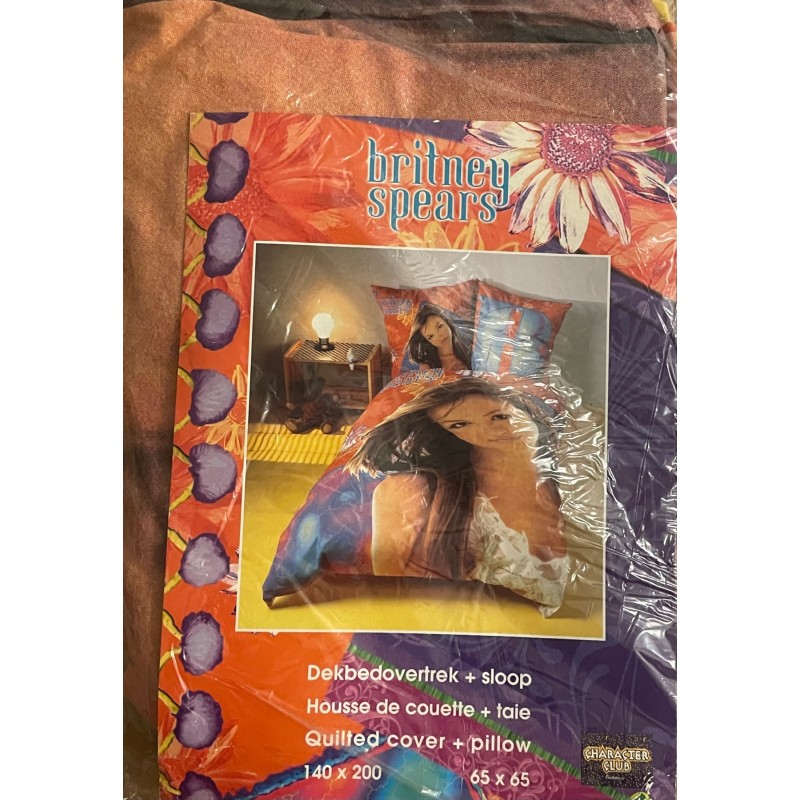 britney
spears
Dekbedovertrek + sloop
Housse de couette + taie
Quilted cover + pillow
140 x 200 65 x 65
CHARACTER
CLUB